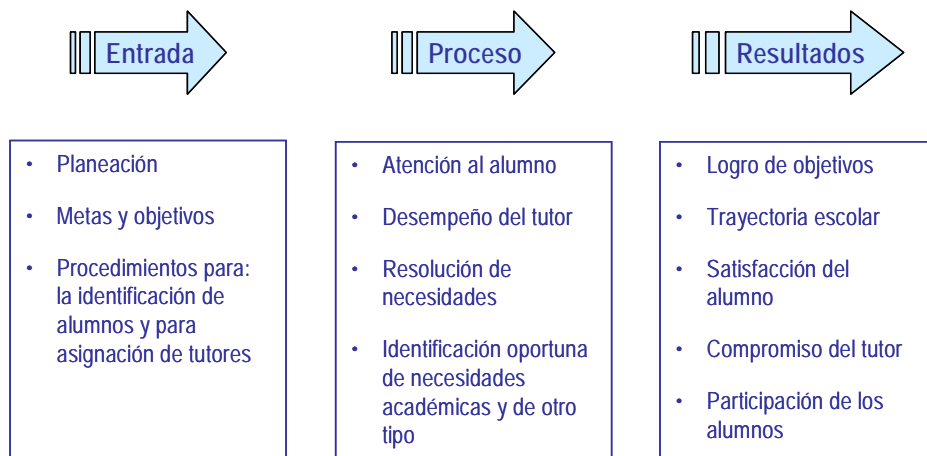 Entrada
Proceso
Resultados
• Planeación
• Metas y objetivos
• Procedimientos para:
la identificación de
alumnos y para
asignación de tutores
• Atención al alumno
• Desempeño del tutor
• Resolución de
necesidades
• Identificación oportuna
de necesidades
académicas y de otro
tipo
• Logro de objetivos
• Trayectoria escolar
• Satisfacción del
alumno
• Compromiso del tutor
• Participación de los
alumnos